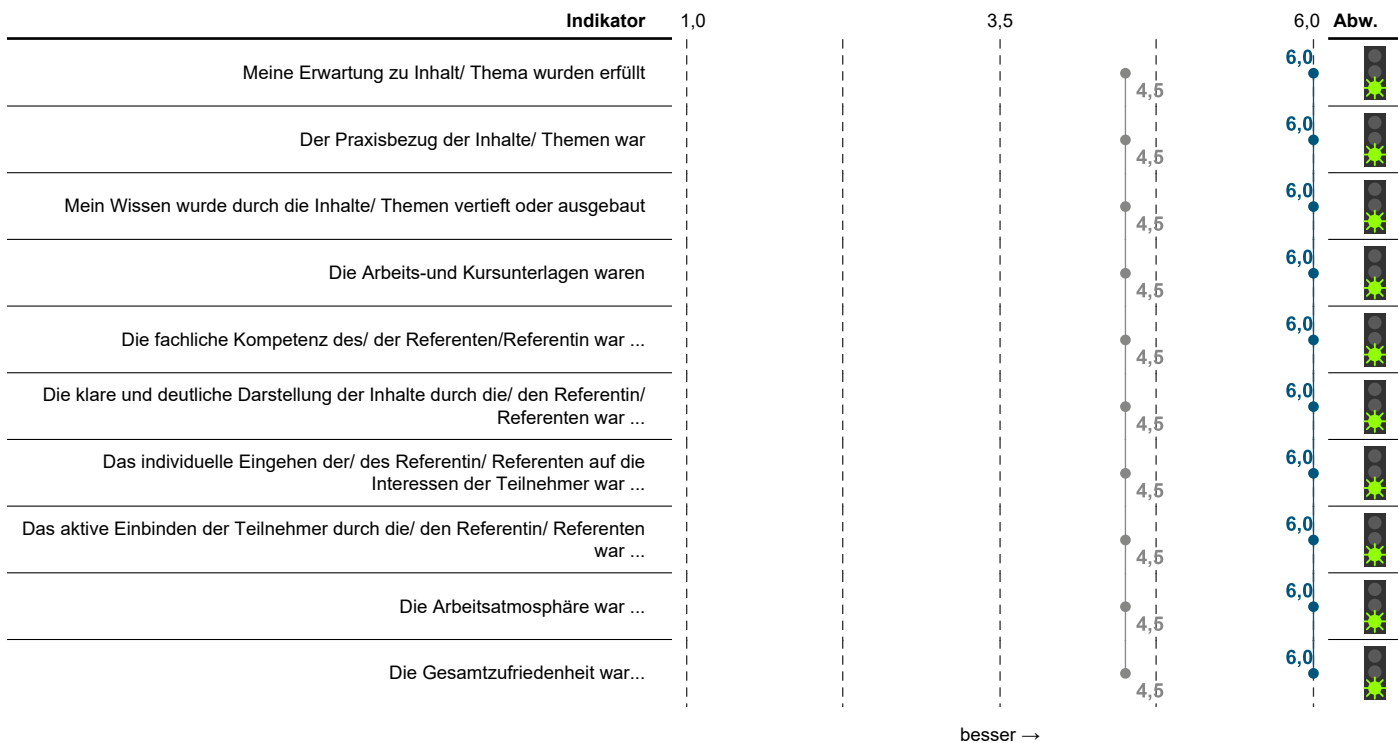 Indikator 1,0 3,5 6,0 Abw.
Meine Erwartung zu Inhalt/ Thema wurden erfüllt 6,0
4,5
Der Praxisbezug der Inhalte/ Themen war 6,0
4,5
Mein Wissen wurde durch die Inhalte/ Themen vertieft oder ausgebaut 6,0
4,5
Die Arbeits-und Kursunterlagen waren 6,0
4,5
Die fachliche Kompetenz des/ der Referenten/Referentin war ... 6,0
4,5
Die klare und deutliche Darstellung der Inhalte durch die/ den Referentin/ 6,0
Referenten war ... 4,5
Das individuelle Eingehen der/ des Referentin/ Referenten auf die 6,0
Interessen der Teilnehmer war ... 4,5
Das aktive Einbinden der Teilnehmer durch die/ den Referentin/ Referenten 6,0
war ... 4,5
Die Arbeitsatmosphäre war ... 6,0
4,5
Die Gesamtzufriedenheit war... 6,0
4,5
besser →